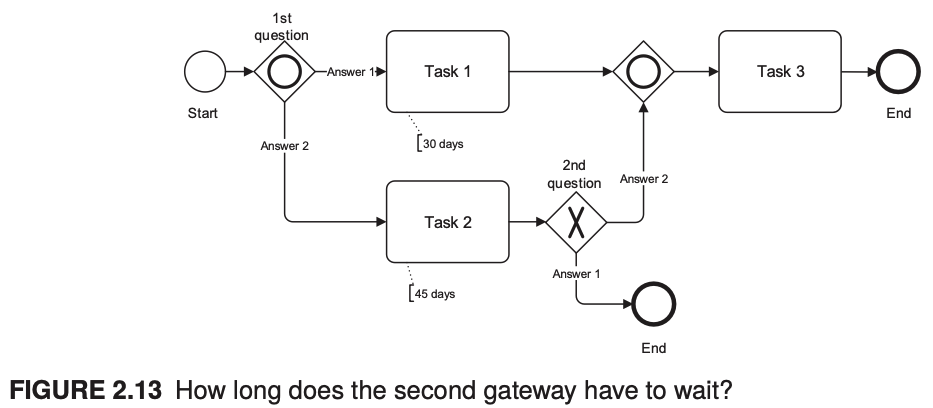 1st
question
Answer 1
Task 1
Task 3
Start
End
30 days
Answer 2
2nd
question
Answer 2
Task 2
X
Answer 1
45 days
End
FIGURE 2.13 How long does the second gateway have to wait?